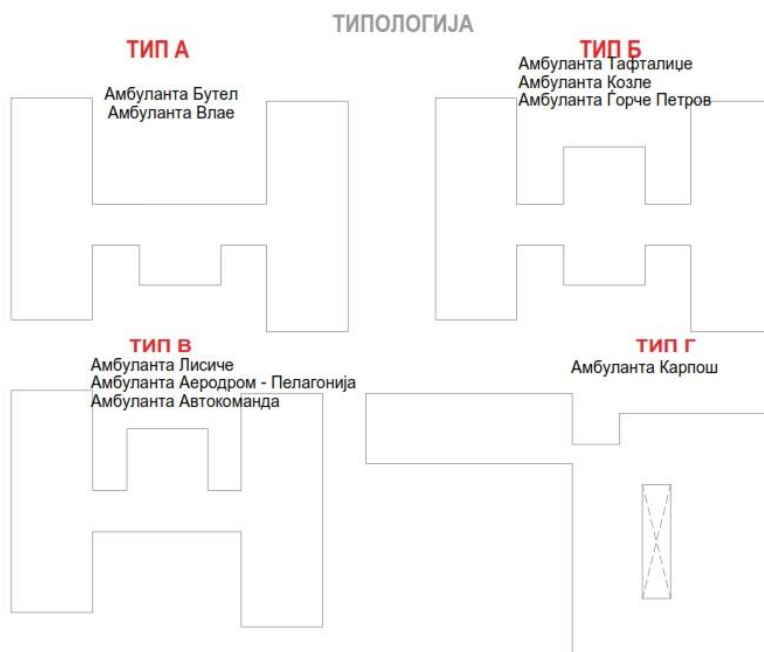 ТИПОЛОГИЈА
ТИП А
Амбуланта Бутел
Амбуланта Влае
ТИП Б
Амбуланта Тафталиџе
Амбуланта Козле
Амбуланта Ѓорче Петров
ТИП В
Амбуланта Лисиче
Амбуланта Аеродром - Пелагонија
Амбуланта Автокоманда
ТИП Г
Амбуланта Карпош